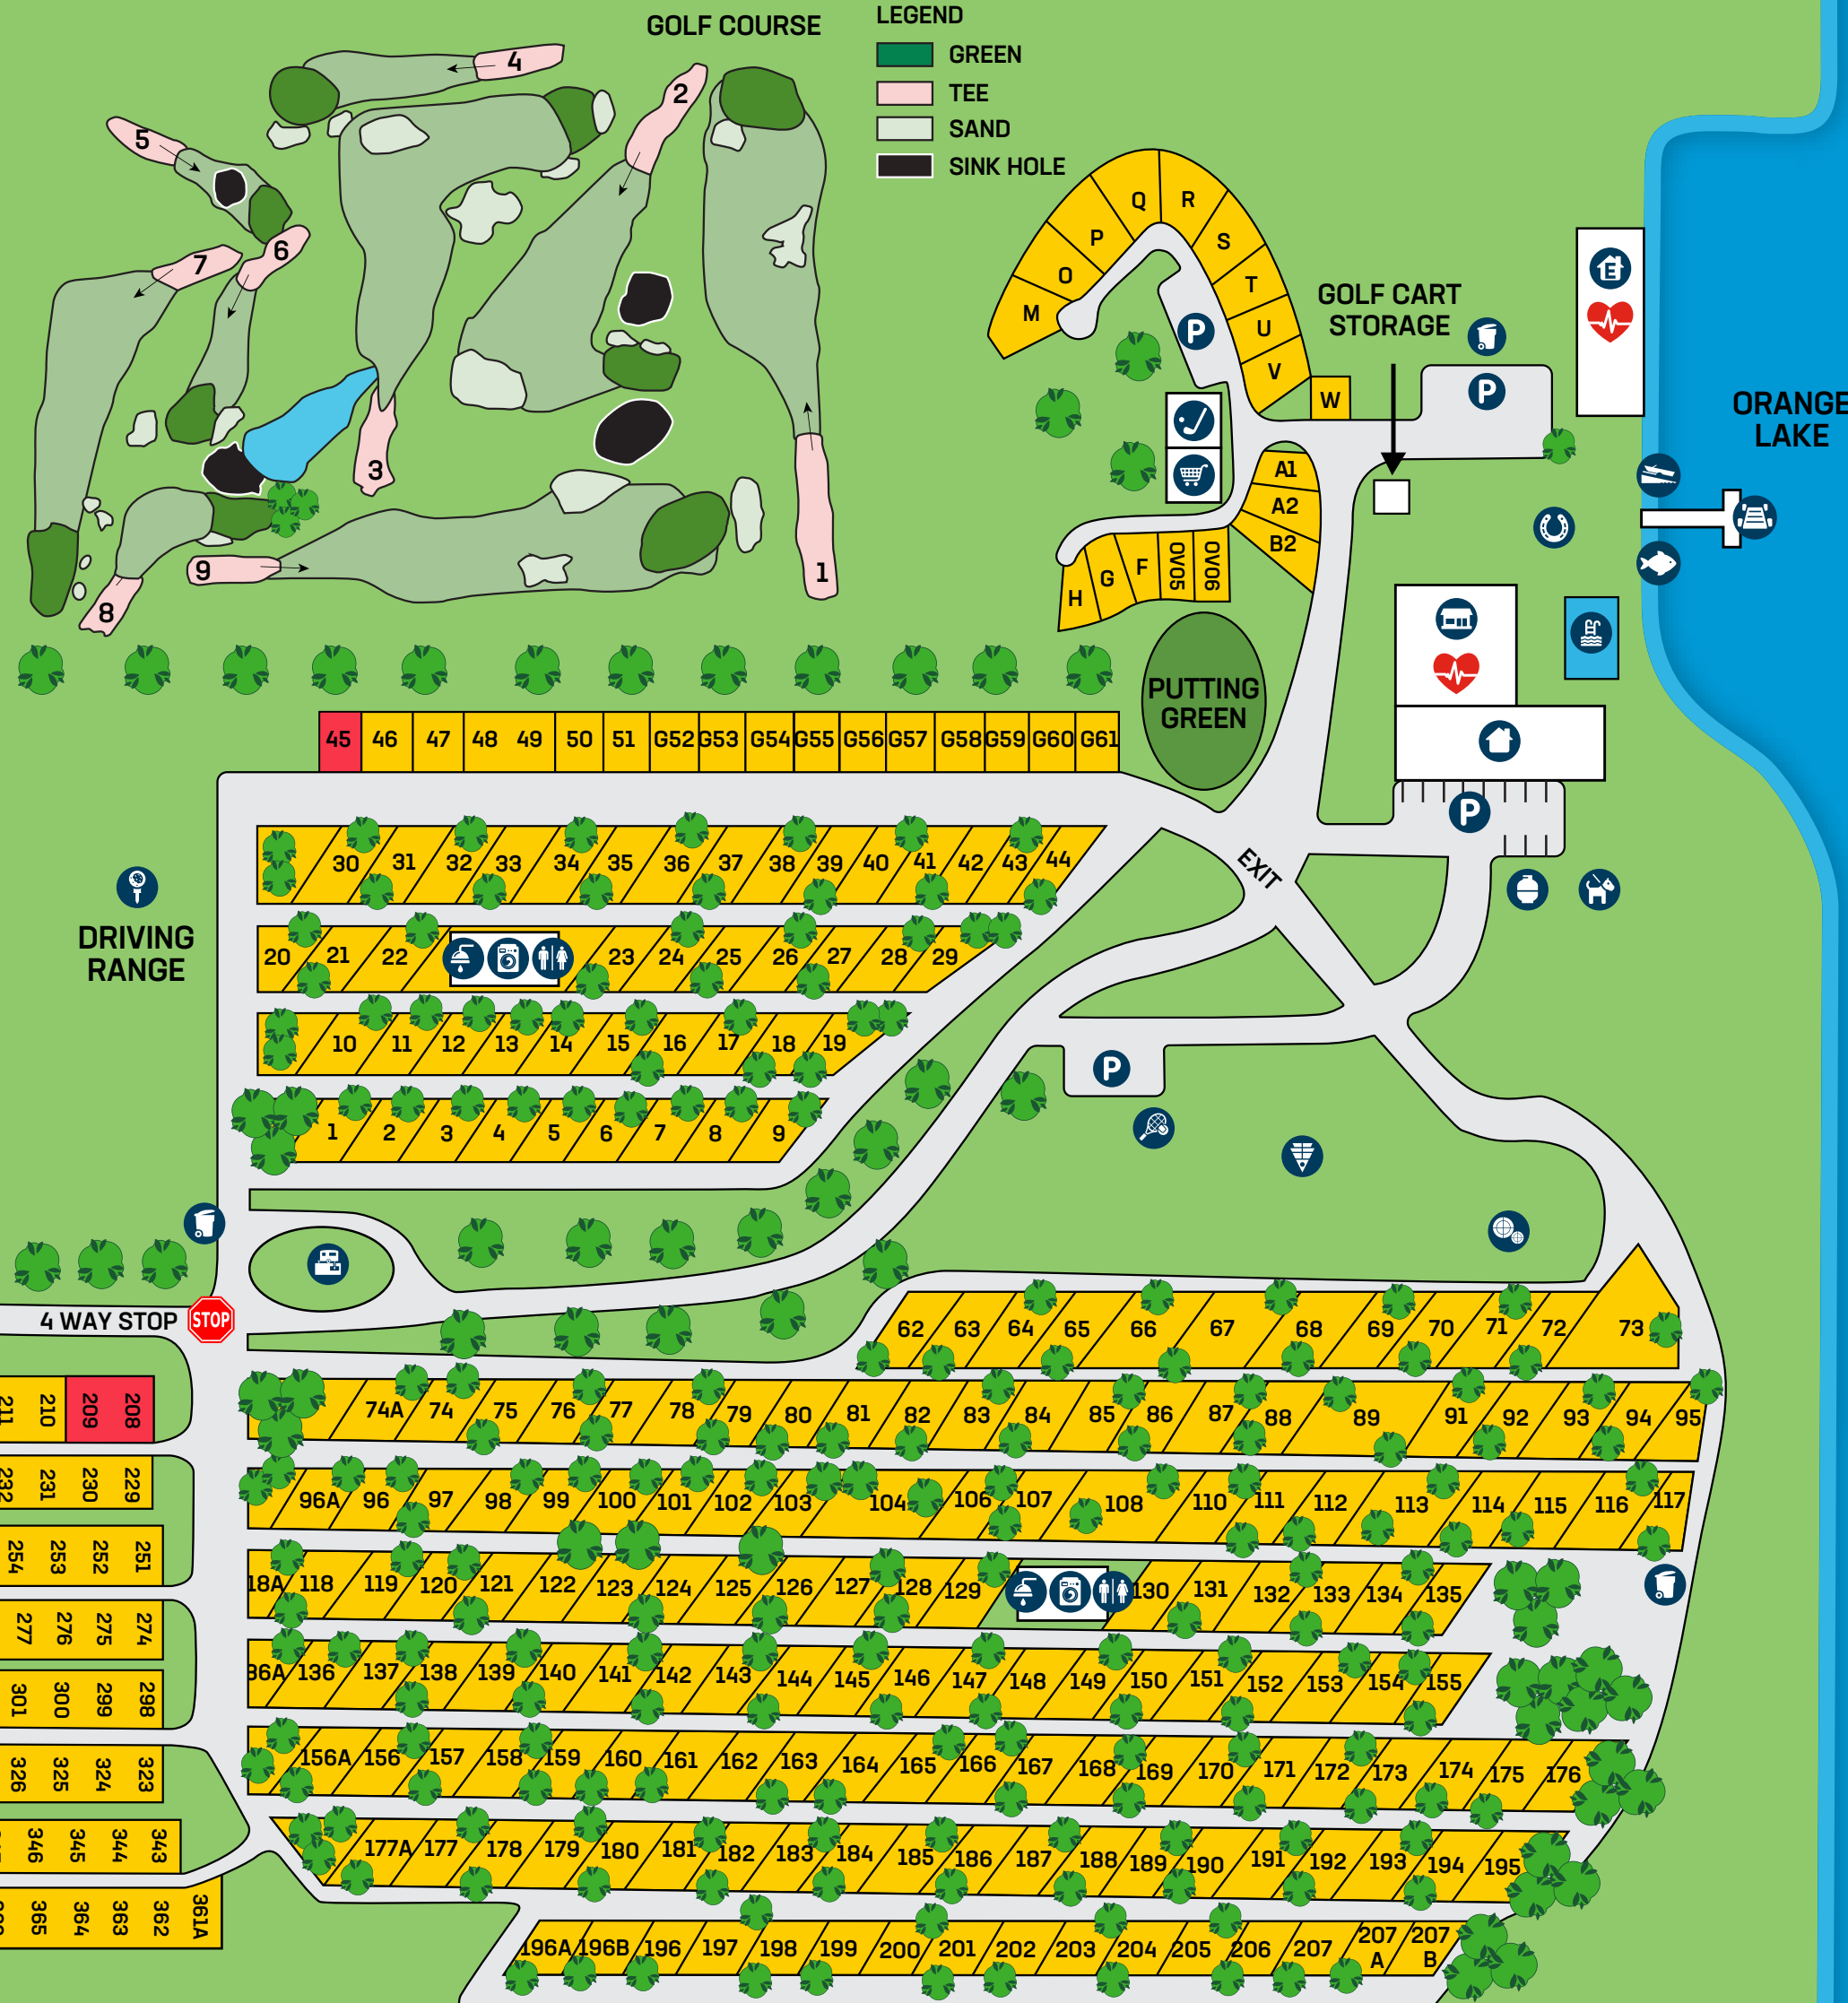 GOLF COURSE
LEGEND
GREEN
TEE
SAND
SINK HOLE
4
2
5
6
7
3
9
8
1
Q R
P S
O T
M U
V
W
P
GOLF CART
STORAGE
P
E
ORANGE
LAKE
A1
A2
B2
H G F OV05 OV06
PUTTING
GREEN
45 46 47 48 49 50 51 G52 G53 G54 G55 G56 G57 G58 G59 G60 G61
P
EXIT
30 31 32 33 34 35 36 37 38 39 40 41 42 43 44
DRIVING
RANGE
20 21 22 23 24 25 26 27 28 29
10 11 12 13 14 15 16 17 18 19
P
1 2 3 4 5 6 7 8 9
4 WAY STOP
STOP
62 63 64 65 66 67 68 69 70 71 72 73
211 210 209 208
74A 74 75 76 77 78 79 80 81 82 83 84 85 86 87 88 89 91 92 93 94 95
232 231 230 229
96A 96 97 98 99 100 101 102 103 104 106 107 108 110 111 112 113 114 115 116 117
254 253 252 251
18A 118 119 120 121 122 123 124 125 126 127 128 129 130 131 132 133 134 135
277 276 275 274
36A 136 137 138 139 140 141 142 143 144 145 146 147 148 149 150 151 152 153 154 155
301 300 299 298
156A 156 157 158 159 160 161 162 163 164 165 166 167 168 169 170 171 172 173 174 175 176
326 325 324 323
177A 177 178 179 180 181 182 183 184 185 186 187 188 189 190 191 192 193 194 195
346 345 344 343
365 364 363 362 361A
196A 196B 196 197 198 199 200 201 202 203 204 205 206 207 207 A 207 B